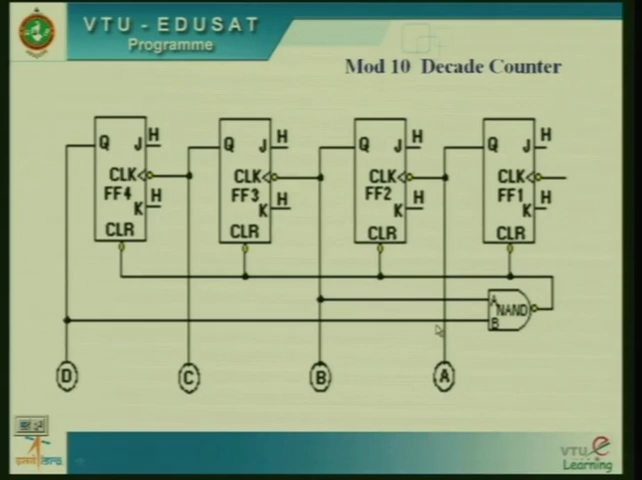 VTU - EDUSAT
Programme
Mod 10 Decade Counter
Q J H
CLK
FF4 H
K
CLR
Q J H
CLK
FF3 H
K
CLR
Q J H
CLK
FF2 H
K
CLR
Q J H
CLK
FF1 H
K
CLR
A
NAND
B
D C B A
VTU e
Learning